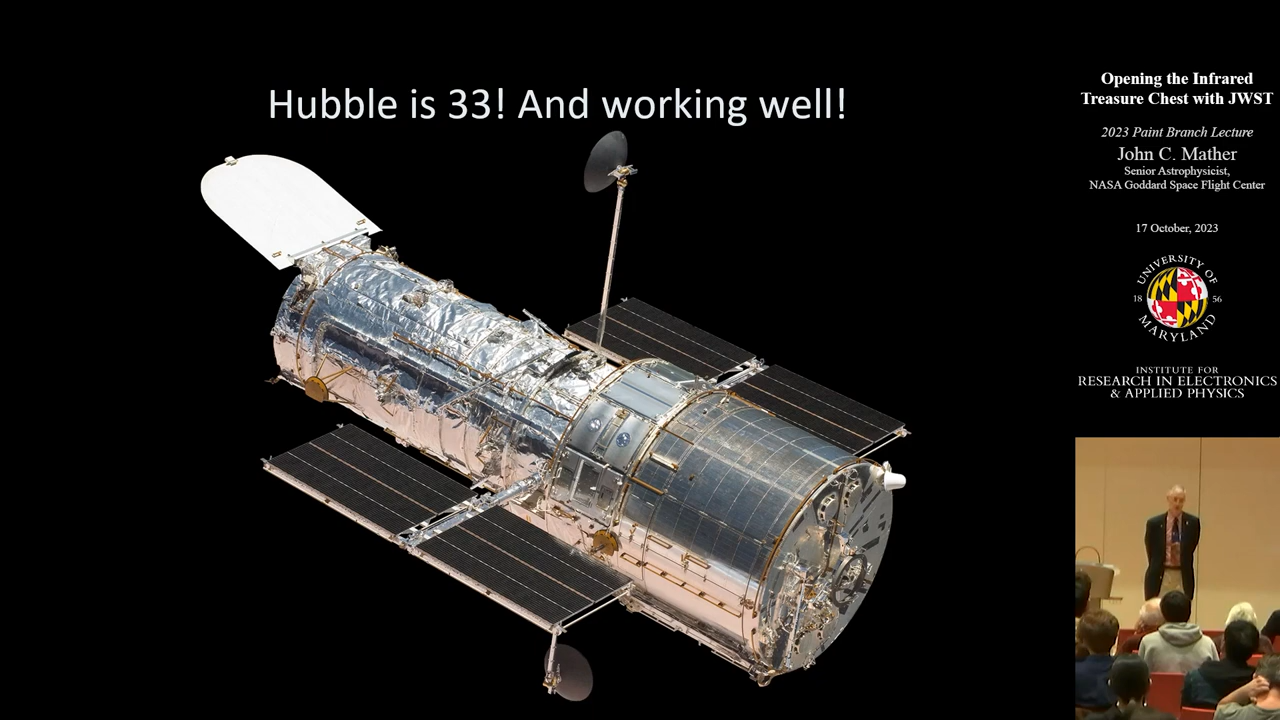 Hubble is 33! And working well!
Opening the Infrared
Treasure Chest with JWST
2023 Paint Branch Lecture
John C. Mather
Senior Astrophysicist,
NASA Goddard Space Flight Center
17 October, 2023
UNIVERSITY OF
18 56
MARYLAND
INSTITUTE FOR
RESEARCH IN ELECTRONICS
& APPLIED PHYSICS